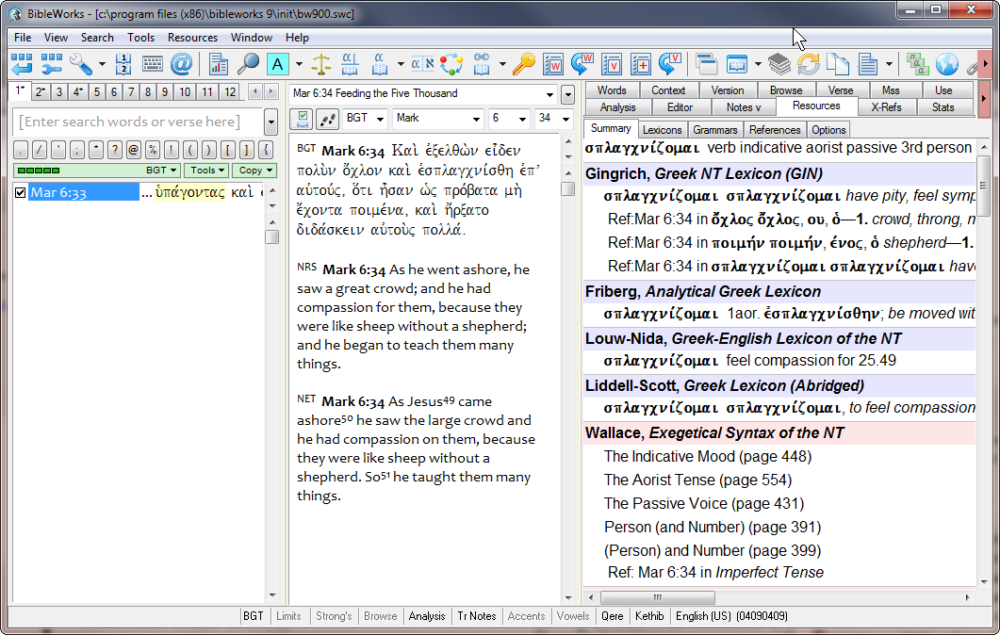 BibleWorks - [c:\program files (x86)\bibleworks 9\init\bw900.swc]
File View Search Tools Resources Window Help
1* 2* 3 4* 5 6 7 8 9 10 11 12
[Enter search words or verse here]
. / ' ; * ? @ % ! ( ) [ ] {
BGT Tools Copy
Mar 6:33 ... ὑπάγοντας καὶ
Mar 6:34 Feeding the Five Thousand
BGT Mark 6 34
BGT Mark 6:34 Καὶ ἐξελθὼν εἶδεν
πολὺν ὄχλον καὶ ἐσπλαγχνίσθη ἐπ᾽
αὐτούς, ὅτι ἦσαν ὡς πρόβατα μὴ
ἔχοντα ποιμένα, καὶ ἤρξατο
διδάσκειν αὐτοὺς πολλά.
NRS Mark 6:34 As he went ashore, he
saw a great crowd; and he had
compassion for them, because they
were like sheep without a shepherd;
and he began to teach them many
things.
NET Mark 6:34 As Jesus49 came
ashore50 he saw the large crowd and
he had compassion on them, because
they were like sheep without a
shepherd. So51 he taught them many
things.
Words Context Version Browse Verse Mss Use
Analysis Editor Notes v Resources X-Refs Stats
Summary Lexicons Grammars References Options
σπλαγχνίζομαι verb indicative aorist passive 3rd person
Gingrich, Greek NT Lexicon (GIN)
σπλαγχνίζομαι σπλαγχνίζομαι have pity, feel symp
Ref:Mar 6:34 in ὄχλος ὄχλος, ου, ὁ—1. crowd, throng, n
Ref:Mar 6:34 in ποιμήν ποιμήν, ένος, ὁ shepherd—1.
Ref:Mar 6:34 in σπλαγχνίζομαι σπλαγχνίζομαι hav
Friberg, Analytical Greek Lexicon
σπλαγχνίζομαι 1aor. ἐσπλαγχνίσθην; be moved wit
Louw-Nida, Greek-English Lexicon of the NT
σπλαγχνίζομαι feel compassion for 25.49
Liddell-Scott, Greek Lexicon (Abridged)
σπλαγχνίζομαι σπλαγχνίζομαι, to feel compassion
Wallace, Exegetical Syntax of the NT
The Indicative Mood (page 448)
The Aorist Tense (page 554)
The Passive Voice (page 431)
Person (and Number) (page 391)
(Person) and Number (page 399)
Ref: Mar 6:34 in Imperfect Tense
BGT Limits Strong's Browse Analysis Tr Notes Accents Vowels Qere Kethib English (US) (04090409)